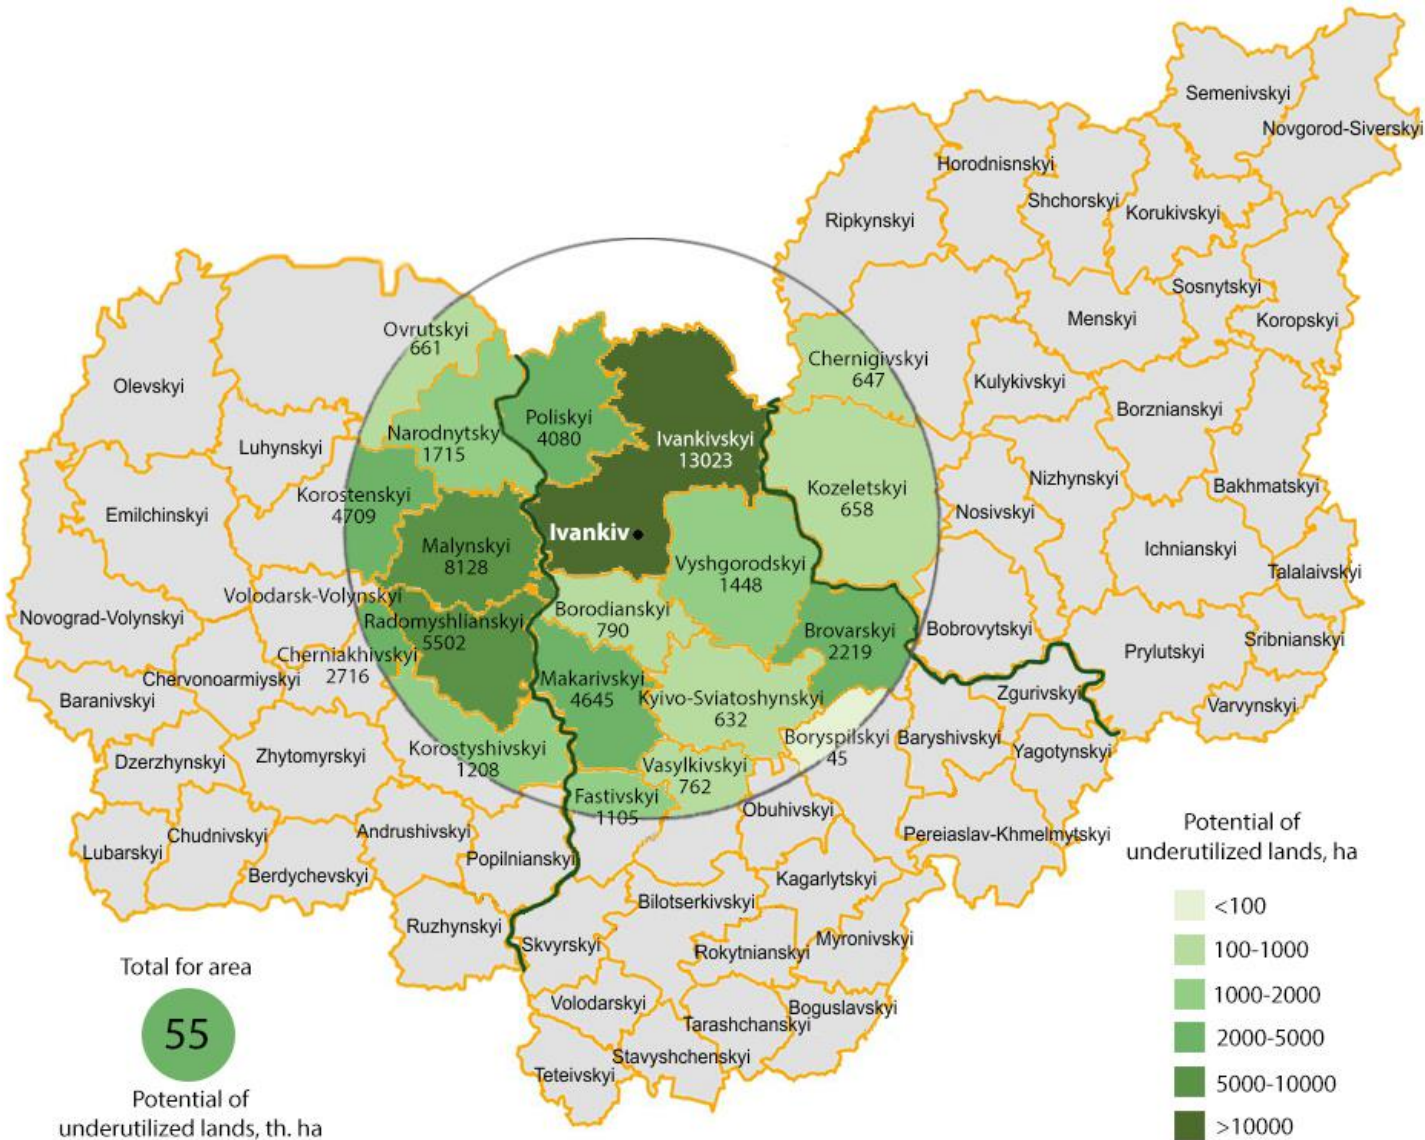 Semenivskyi
Novgorod-Siverskyi
Horodnisnskyi
Shchorskyi
Korukivskyi
Ripkynskyi
Sosnytskyi
Koropskyi
Menskyi
Ovrutskyi
661
Chernigivskyi
647
Olevskyi
Kulykivskyi
Borznianskyi
Poliskyi
4080
Narodnytsky
1715
Ivankivskyi
13023
Luhynskyi
Nizhynskyi
Bakhmatskyi
Kozeletskyi
658
Korostenskyi
4709
Emilchinskyi
Nosivskyi
Ivankiv
Malynskyi
8128
Ichnianskyi
Vyshgorodskyi
1448
Talalaivskyi
Volodarsk-Volynskyi
Borodianskyi
790
Novograd-Volynskyi
Radomyshlianskyi
5502
Brovarskyi
2219
Bobrovytskyi
Sribnianskyi
Cherniakhivskyi
2716
Prylutskyi
Chervonoarmiyskyi
Makarivskyi
4645
Kyivo-Sviatoshynskyi
632
Zgurivskyi
Baranivskyi
Varvynskyi
Boryspilskyi
45
Baryshivskyi
Korostyshivskyi
1208
Zhytomyrskyi
Dzerzhynskyi
Yagotynskyi
Vasylkivskyi
762
Fastivskyi
1105
Obuhivskyi
Chudnivskyi
Andrushivskyi
Pereiaslav-Khmelmytskyi
Lubarskyi
Popilnianskyi
Berdychevskyi
Kagarlytskyi
Bilotserkivskyi
Ruzhynskyi
Skvyrskyi
Rokytnianskyi
Myronivskyi
Volodarskyi
Boguslavskyi
Tarashchanskyi
Stavyshchenskyi
Teteivskyi
Total for area
55
Potential of
underutilized lands, th. ha
Potential of
underutilized lands, ha
<100
100-1000
1000-2000
2000-5000
5000-10000
>10000